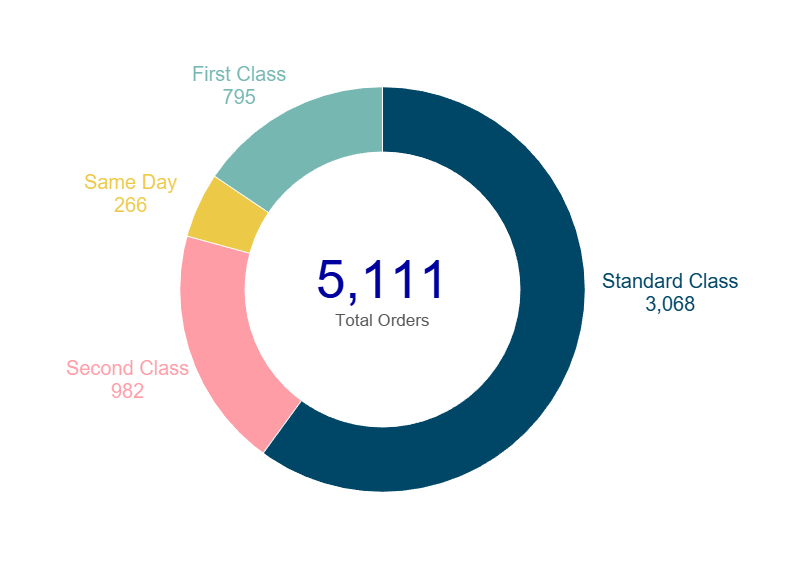 First Class
795
Same Day
266
5,111
Total Orders
Standard Class
3,068
Second Class
982